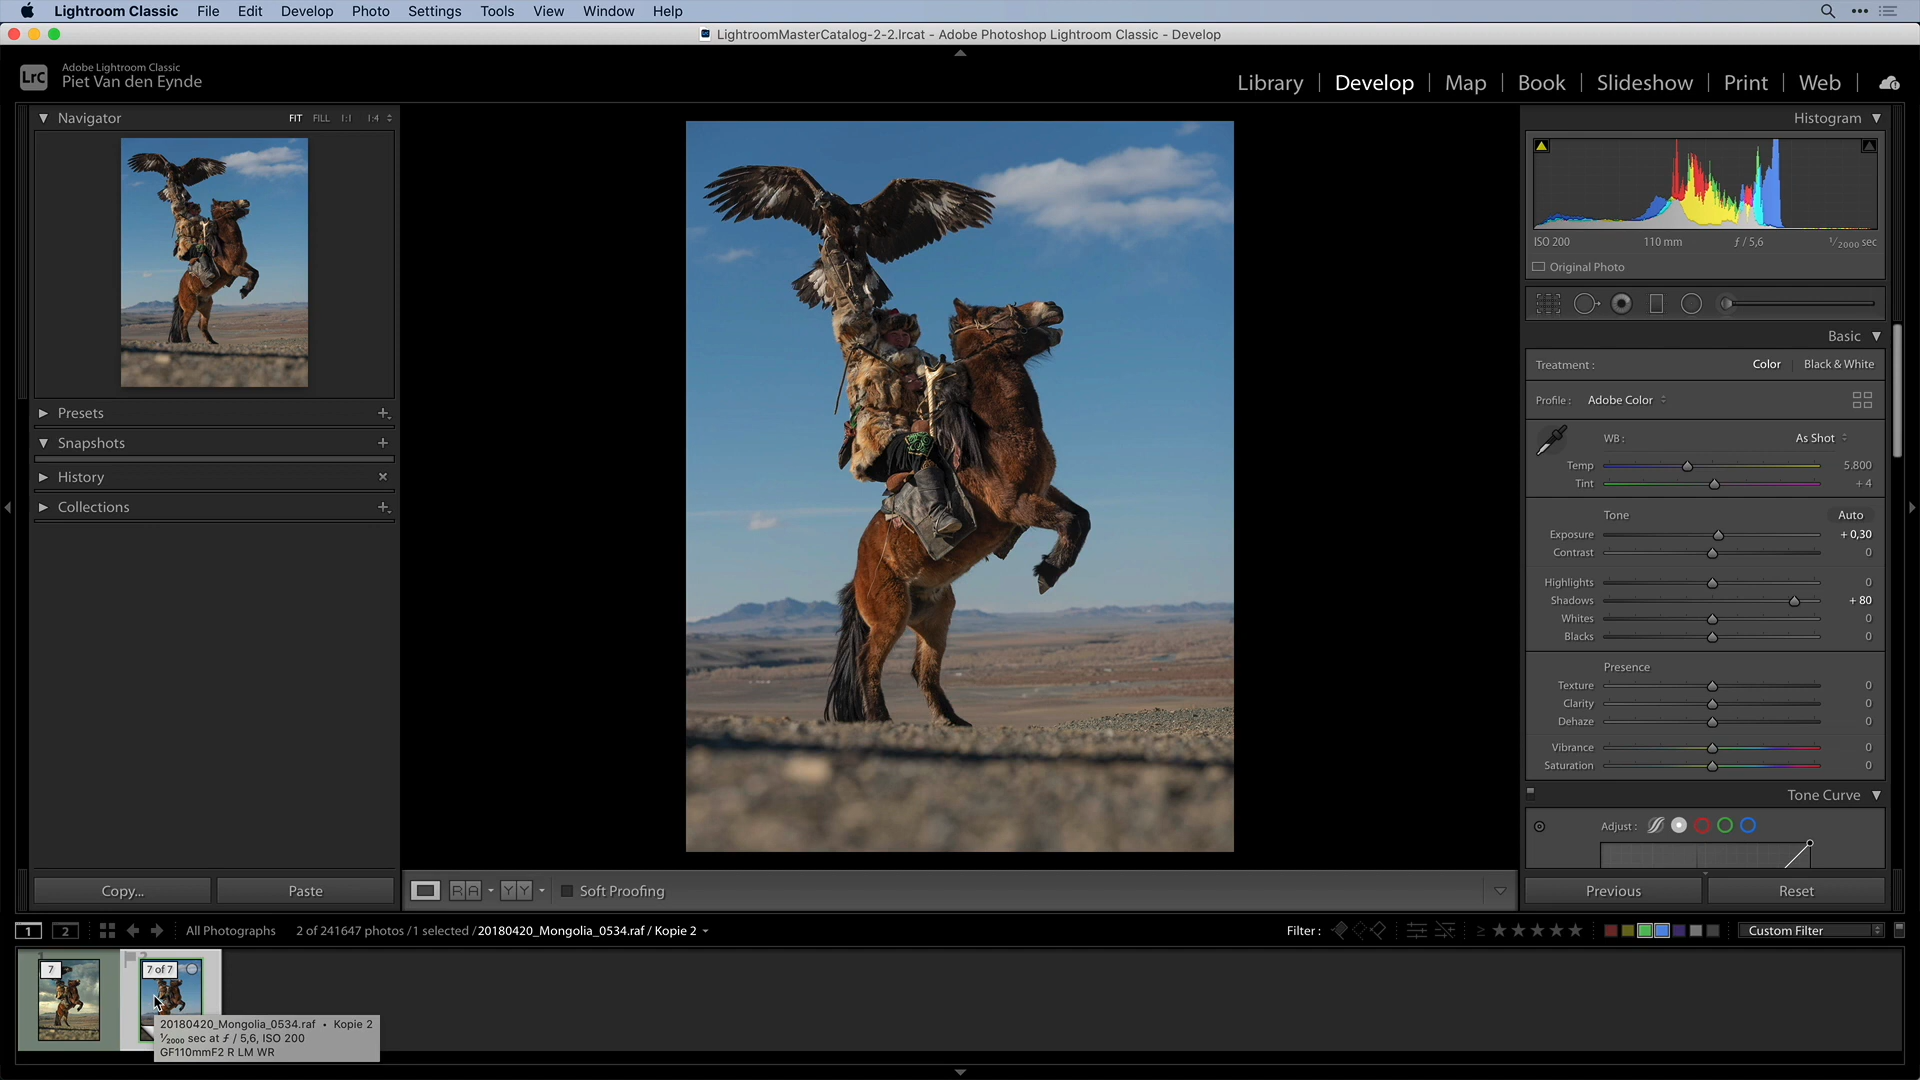 Lightroom Classic File Edit Develop Photo Settings Tools View Window Help
LightroomMasterCatalog-2-2.lrcat - Adobe Photoshop Lightroom Classic - Develop
LrC
Adobe Lightroom Classic
Piet Van den Eynde
Library | Develop | Map | Book | Slideshow | Print | Web
Navigator FIT FILL 1:1 1:4
Presets
Snapshots
History
Collections
Copy... Paste
Soft Proofing
Histogram
ISO 200 110 mm ƒ / 5,6 1/2000 sec
Original Photo
Basic
Treatment : Color Black & White
Profile : Adobe Color
WB : As Shot
Temp 5.800
Tint + 4
Tone Auto
Exposure + 0,30
Contrast 0
Highlights 0
Shadows + 80
Whites 0
Blacks 0
Presence
Texture 0
Clarity 0
Dehaze 0
Vibrance 0
Saturation 0
Tone Curve
Adjust :
Previous Reset
1 2 All Photographs 2 of 241647 photos / 1 selected / 20180420_Mongolia_0534.raf / Kopie 2 Filter : ≥ Custom Filter
7
7 of 7
20180420_Mongolia_0534.raf • Kopie 2
1/2000 sec at ƒ / 5,6, ISO 200
GF110mmF2 R LM WR